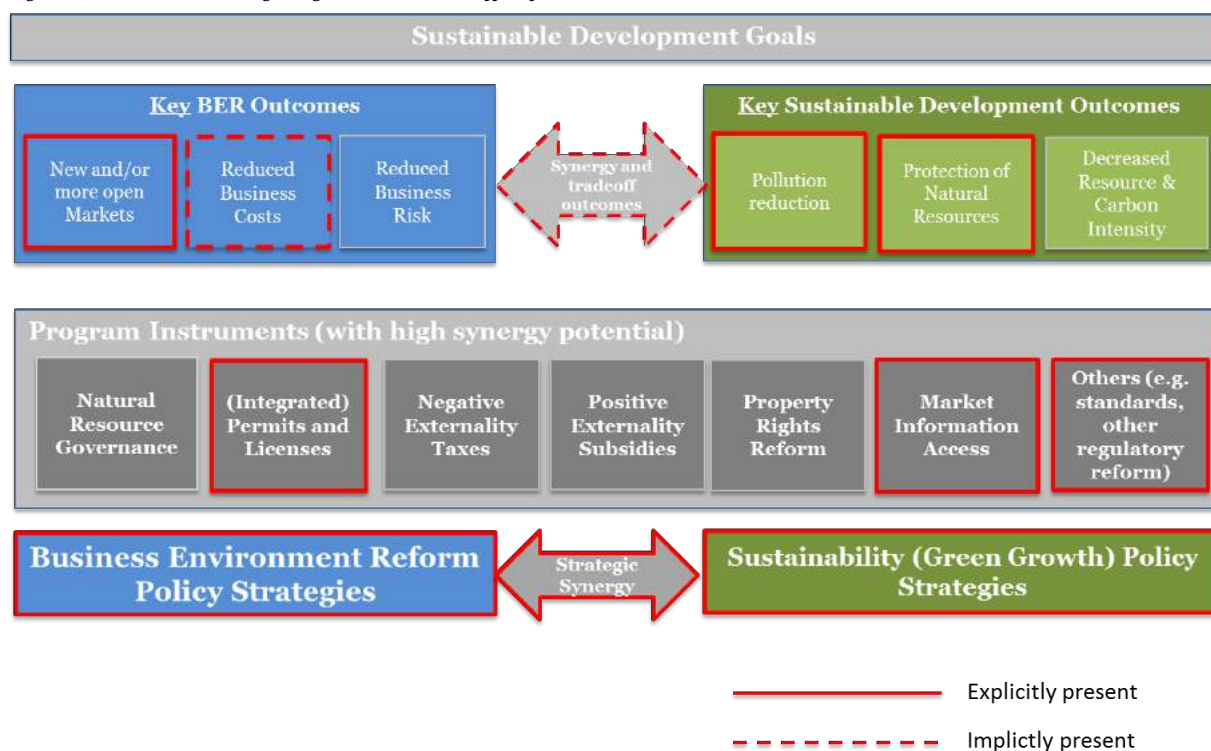 Sustainable Development Goals
Key BER Outcomes
New and/or
more open
Markets
Reduced
Business
Costs
Reduced
Business
Risk
Synergy and
tradeoff
outcomes
Key Sustainable Development Outcomes
Pollution
reduction
Protection of
Natural
Resources
Decreased
Resource &
Carbon
Intensity
Program Instruments (with high synergy potential)
Natural
Resource
Governance
(Integrated)
Permits and
Licenses
Negative
Externality
Taxes
Positive
Externality
Subsidies
Property
Rights
Reform
Market
Information
Access
Others (e.g.
standards,
other
regulatory
reform)
Business Environment Reform
Policy Strategies
Strategic
Synergy
Sustainability (Green Growth) Policy
Strategies
Explicitly present
Implictly present